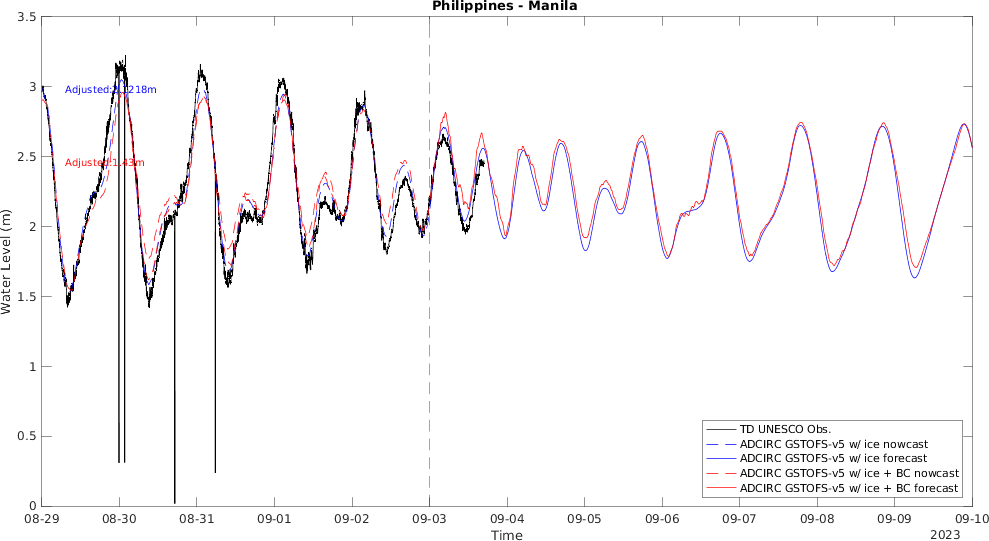 Philippines - Manila
3.5
3
2.5
2
1.5
1
0.5
0
Water Level (m)
Adjusted:1.43m
08-29
08-30
08-31
09-01
09-02
09-03
09-04
09-05
09-06
09-07
09-08
09-09
09-10
Time
2023
TD UNESCO Obs.
ADCIRC GSTOFS-v5 w/ ice nowcast
ADCIRC GSTOFS-v5 w/ ice forecast
ADCIRC GSTOFS-v5 w/ ice + BC nowcast
ADCIRC GSTOFS-v5 w/ ice + BC forecast